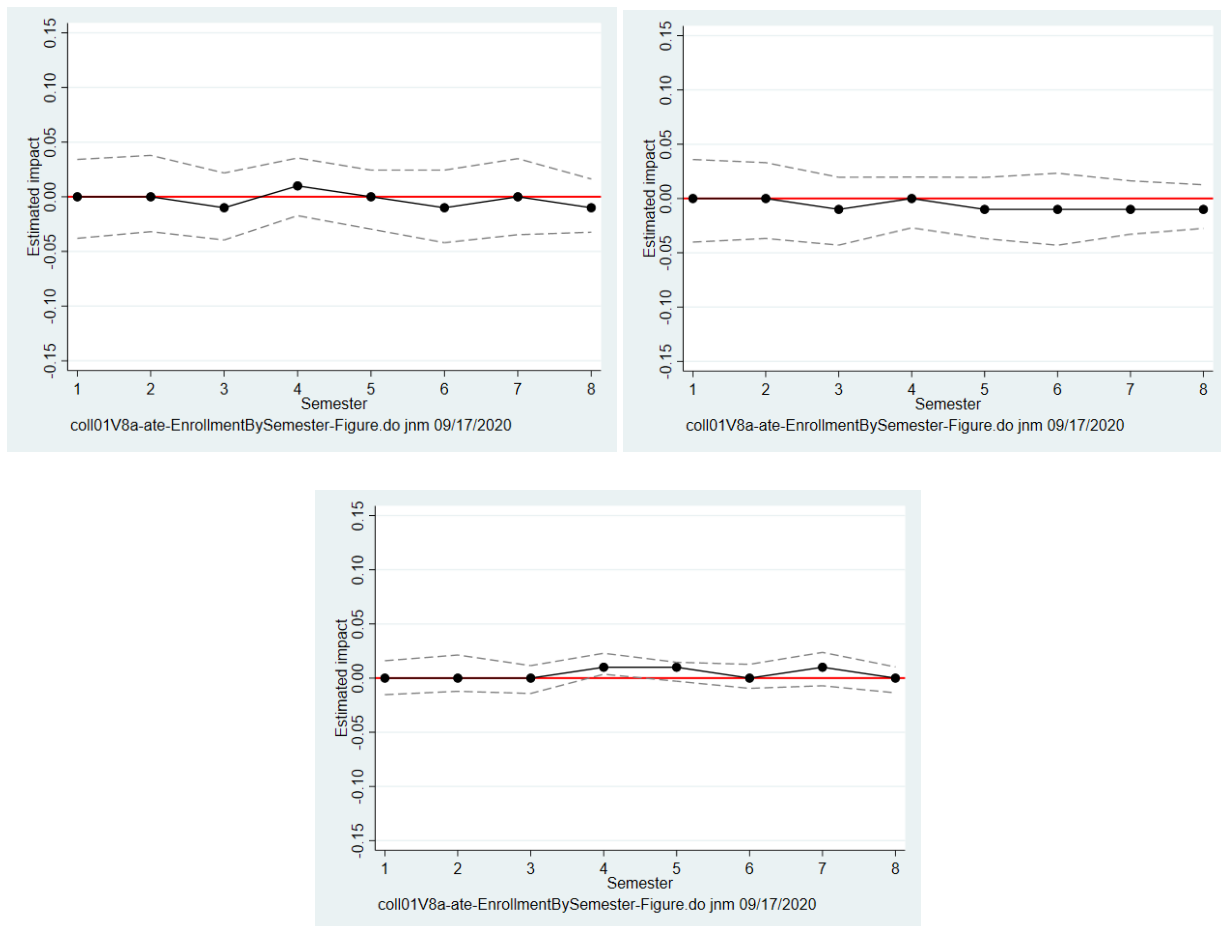 0.15
0.10
0.05
0.00
-0.05
-0.10
-0.15
Estimated impact
1 2 3 4 5 6 7 8
Semester
coll01V8a-ate-EnrollmentBySemester-Figure.do jnm 09/17/2020
0.15
0.10
0.05
0.00
-0.05
-0.10
-0.15
Estimated impact
1 2 3 4 5 6 7 8
Semester
coll01V8a-ate-EnrollmentBySemester-Figure.do jnm 09/17/2020
0.15
0.10
0.05
0.00
-0.05
-0.10
-0.15
Estimated impact
1 2 3 4 5 6 7 8
Semester
coll01V8a-ate-EnrollmentBySemester-Figure.do jnm 09/17/2020